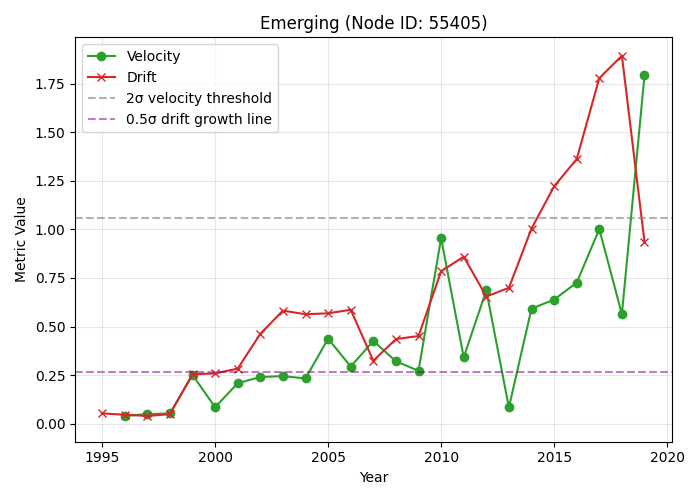 Emerging (Node ID: 55405)
Velocity
Drift
2σ velocity threshold
0.5σ drift growth line
Metric Value
1.75
1.50
1.25
1.00
0.75
0.50
0.25
0.00
1995 2000 2005 2010 2015 2020
Year